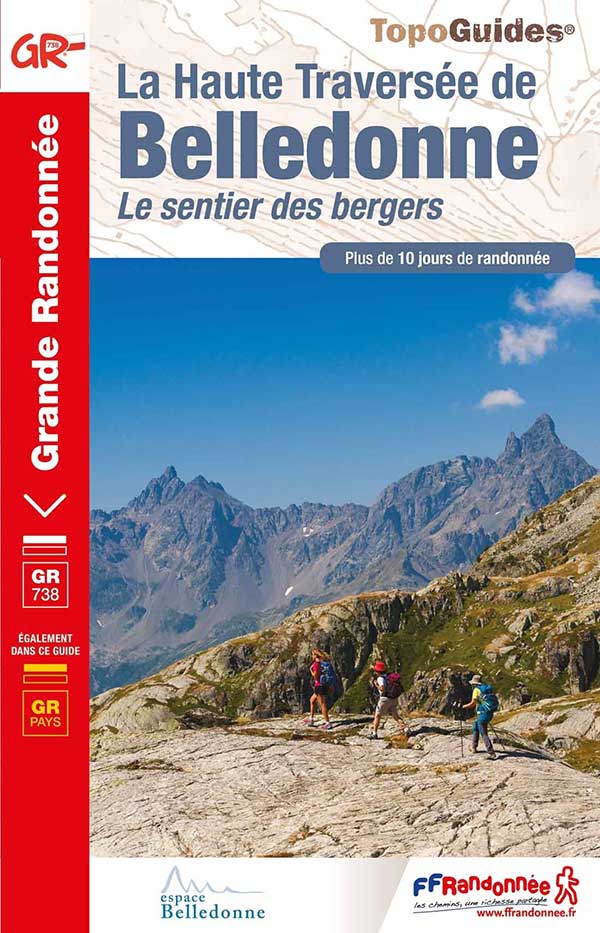 GR
738
TopoGuides®
La Haute Traversée de
Belledonne
Le sentier des bergers
Plus de 10 jours de randonnée
Grande Randonnée
GR
738
ÉGALEMENT
DANS CE GUIDE
GR
PAYS
espace
Belledonne
FFRandonnée
les chemins, une richesse partagée
www.ffrandonnee.fr